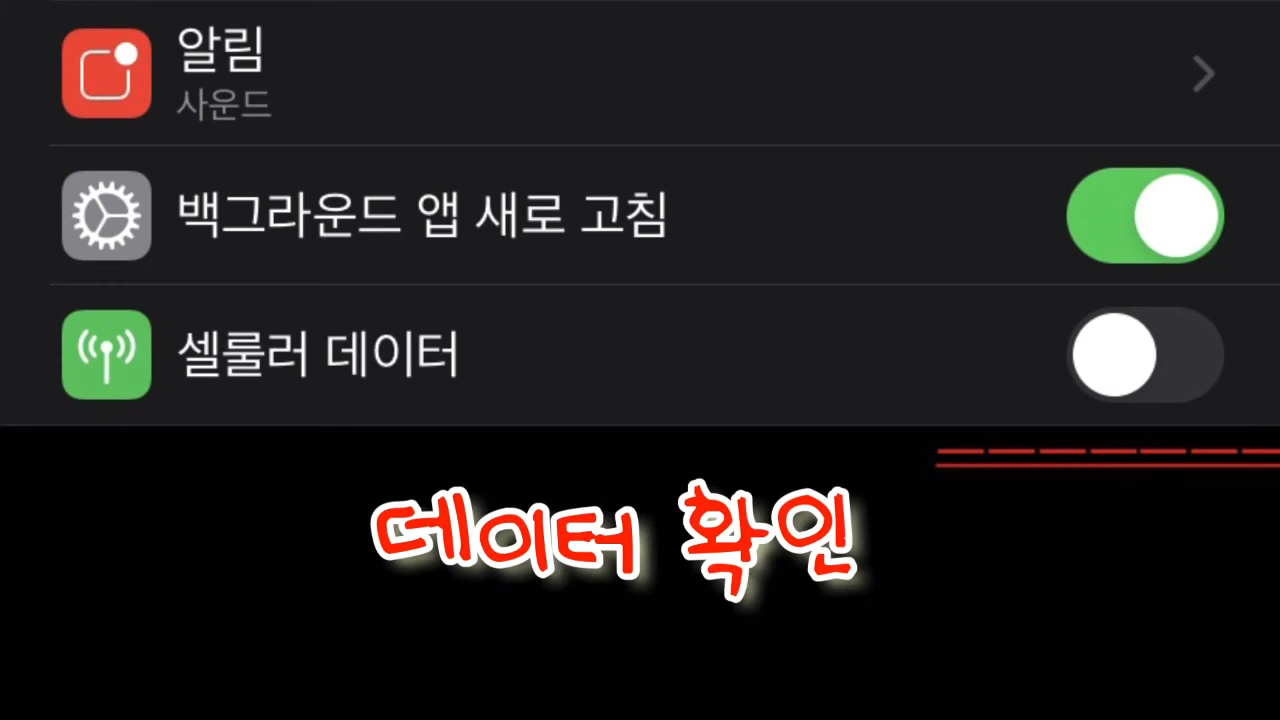 알림
사운드
백그라운드 앱 새로 고침
셀룰러 데이터
데이터 확인